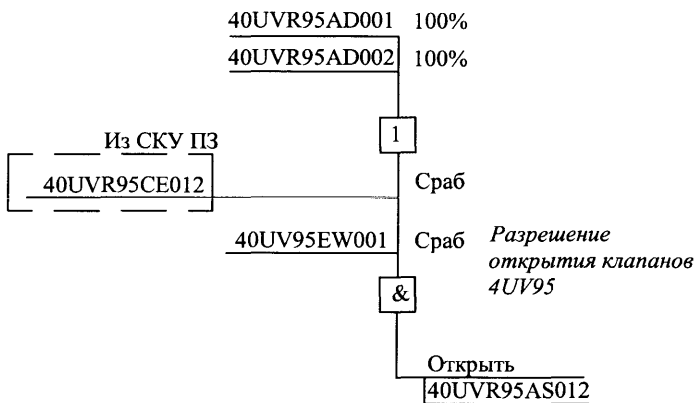 40UVR95AD001 100%
40UVR95AD002 100%
1
Из СКУ ПЗ
40UVR95CE012 Сраб
40UV95EW001 Сраб
Разрешение
открытия клапанов
4UV95
&
Открыть
40UVR95AS012